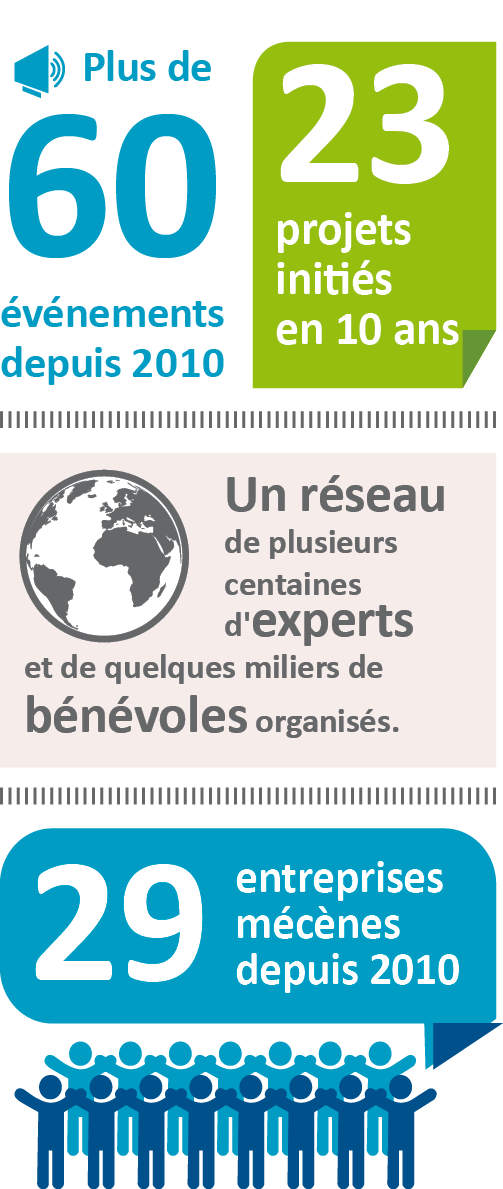 Plus de
60
événements
depuis 2010
23
projets
initiés
en 10 ans
Un réseau
de plusieurs
centaines
d'experts
et de quelques miliers de
bénévoles organisés.
29
entreprises
mécènes
depuis 2010